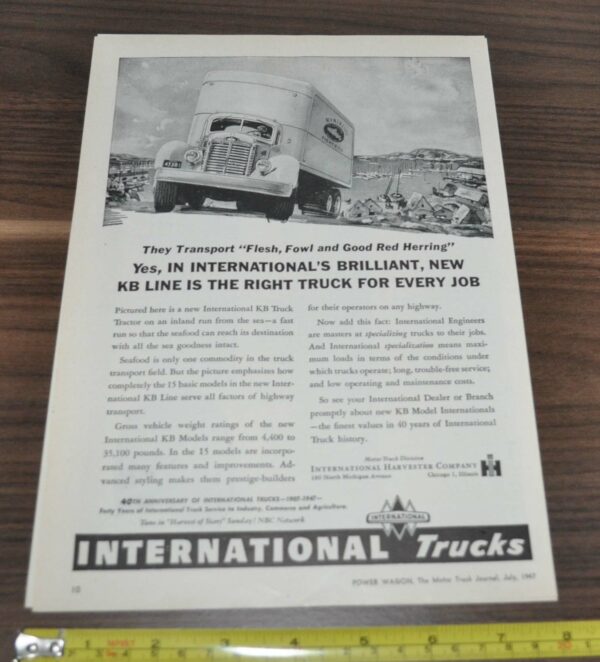 They Transport "Flesh, Fowl and Good Red Herring"
Yes, IN INTERNATIONAL'S BRILLIANT, NEW
KB LINE IS THE RIGHT TRUCK FOR EVERY JOB
Pictured here is a new International KB Truck
Tractor on an inland run from the sea—a fast
run so that the seafood can reach its destination
with all the sea goodness intact.
Seafood is only one commodity in the truck
transport field. But the picture emphasizes how
completely the 15 basic models in the new Inter-
national KB Line serve all factors of highway
transport.
Gross vehicle weight ratings of the new
International KB Models range from 4,400 to
35,100 pounds. In the 15 models are incorpo-
rated many features and improvements. Ad-
vanced styling makes them prestige-builders
for their operators on any highway.
Now add this fact: International Engineers
are masters at specializing trucks to their jobs.
And International specialization means maxi-
mum loads in terms of the conditions under
which trucks operate; long, trouble-free service;
and low operating and maintenance costs.
So see your International Dealer or Branch
promptly about new KB Model Internationals
—the finest values in 40 years of International
Truck history.
Motor Truck Division
INTERNATIONAL HARVESTER COMPANY
180 North Michigan Avenue Chicago 1, Illinois
40TH ANNIVERSARY OF INTERNATIONAL TRUCKS—1907-1947—
Forty Years of International Truck Service to Industry, Commerce and Agriculture.
Tune in "Harvest of Stars" Sunday! NBC Network
INTERNATIONAL
INTERNATIONAL Trucks
10
POWER WAGON, The Motor Truck Journal, July, 1947
1 2 3 4 5 6 7 8